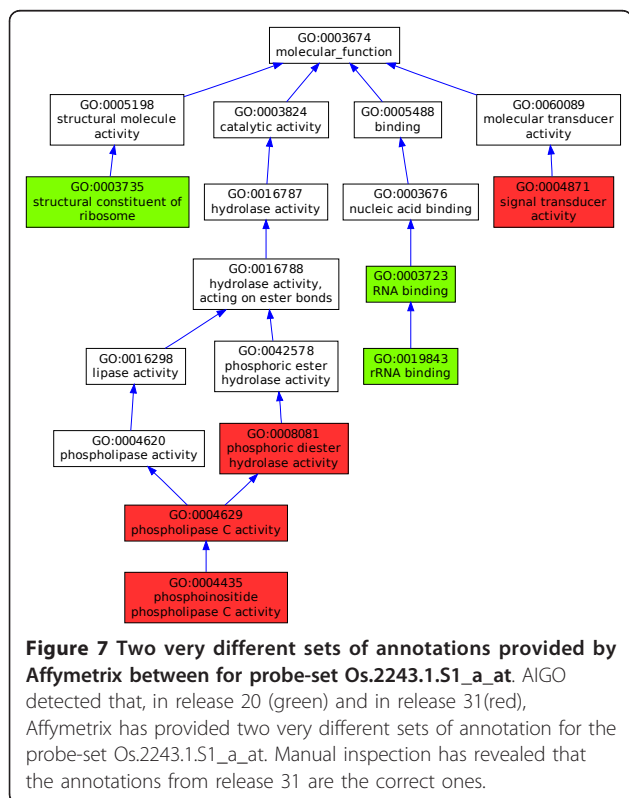 GO:0003674
molecular_function
GO:0005198
structural molecule
activity
GO:0003824
catalytic activity
GO:0005488
binding
GO:0060089
molecular transducer
activity
GO:0003735
structural constituent of
ribosome
GO:0016787
hydrolase activity
GO:0003676
nucleic acid binding
GO:0004871
signal transducer
activity
GO:0016788
hydrolase activity,
acting on ester bonds
GO:0003723
RNA binding
GO:0016298
lipase activity
GO:0042578
phosphoric ester
hydrolase activity
GO:0019843
rRNA binding
GO:0004620
phospholipase activity
GO:0008081
phosphoric diester
hydrolase activity
GO:0004629
phospholipase C activity
GO:0004435
phosphoinositide
phospholipase C activity
Figure 7 Two very different sets of annotations provided by
Affymetrix between for probe-set Os.2243.1.S1_a_at. AIGO
detected that, in release 20 (green) and in release 31(red),
Affymetrix has provided two very different sets of annotation for the
probe-set Os.2243.1.S1_a_at. Manual inspection has revealed that
the annotations from release 31 are the correct ones.